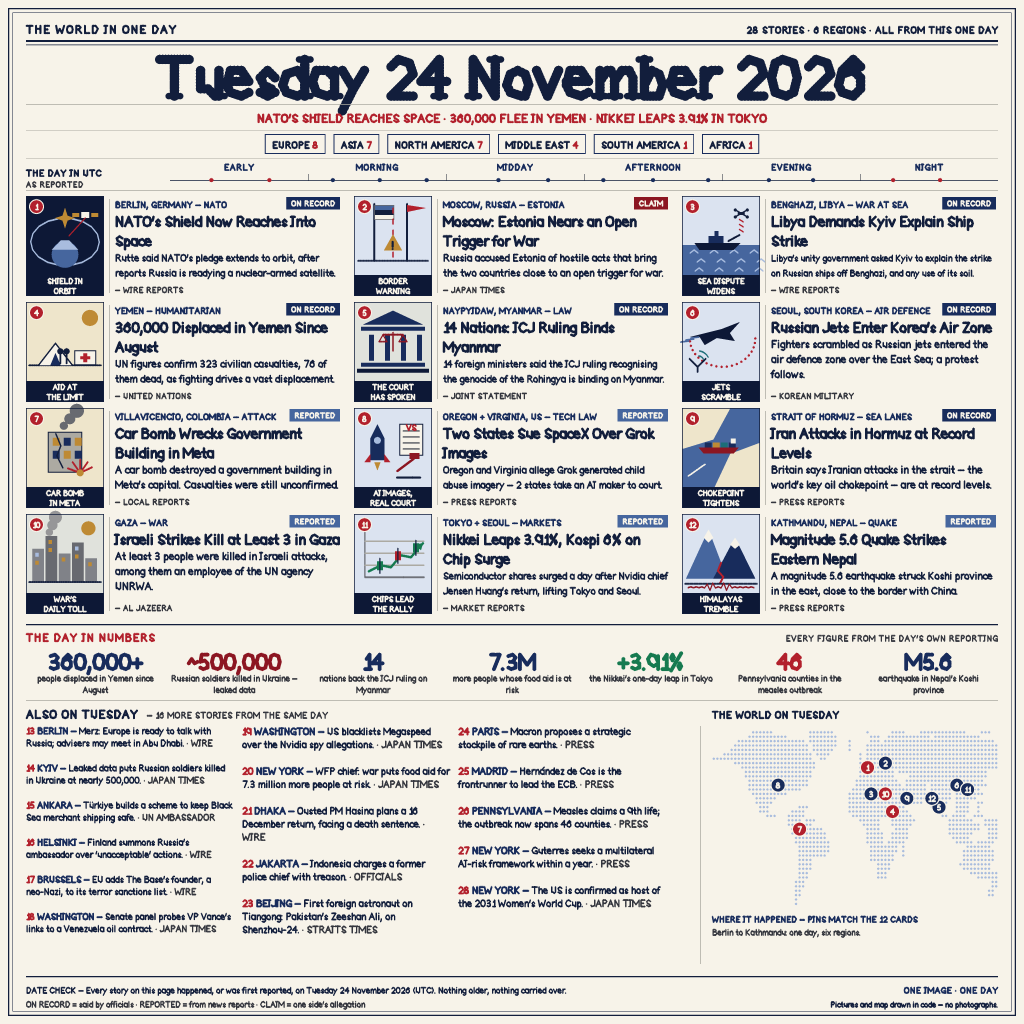 THE WORLD IN ONE DAY
28 STORIES · 6 REGIONS · ALL FROM THIS ONE DAY
Tuesday 24 November 2026
NATO'S SHIELD REACHES SPACE · 360,000 FLEE IN YEMEN · NIKKEI LEAPS 3.91% IN TOKYO
EUROPE 8
ASIA 7
NORTH AMERICA 7
MIDDLE EAST 4
SOUTH AMERICA 1
AFRICA 1
THE DAY IN UTC
AS REPORTED
EARLY
MORNING
MIDDAY
AFTERNOON
EVENING
NIGHT
1
SHIELD IN
ORBIT
BERLIN, GERMANY — NATO
ON RECORD
NATO's Shield Now Reaches Into
Space
Rutte said NATO's pledge extends to orbit, after
reports Russia is readying a nuclear-armed satellite.
— WIRE REPORTS
2
BORDER
WARNING
MOSCOW, RUSSIA — ESTONIA
CLAIM
Moscow: Estonia Nears an Open
Trigger for War
Russia accused Estonia of hostile acts that bring
the two countries close to an open trigger for war.
— JAPAN TIMES
3
SEA DISPUTE
WIDENS
BENGHAZI, LIBYA — WAR AT SEA
ON RECORD
Libya Demands Kyiv Explain Ship
Strike
Libya's unity government asked Kyiv to explain the strike
on Russian ships off Benghazi, and any use of its soil.
— WIRE REPORTS
4
AID AT
THE LIMIT
YEMEN — HUMANITARIAN
ON RECORD
360,000 Displaced in Yemen Since
August
UN figures confirm 323 civilian casualties, 76 of
them dead, as fighting drives a vast displacement.
— UNITED NATIONS
5
THE COURT
HAS SPOKEN
NAYPYIDAW, MYANMAR — LAW
ON RECORD
14 Nations: ICJ Ruling Binds
Myanmar
14 foreign ministers said the ICJ ruling recognising
the genocide of the Rohingya is binding on Myanmar.
— JOINT STATEMENT
6
JETS
SCRAMBLE
SEOUL, SOUTH KOREA — AIR DEFENCE
ON RECORD
Russian Jets Enter Korea's Air Zone
Fighters scrambled as Russian jets entered the
air defence zone over the East Sea; a protest
follows.
— KOREAN MILITARY
7
CAR BOMB
IN META
VILLAVICENCIO, COLOMBIA — ATTACK
REPORTED
Car Bomb Wrecks Government
Building in Meta
A car bomb destroyed a government building in
Meta's capital. Casualties were still unconfirmed.
— LOCAL REPORTS
8
VS
AI IMAGES,
REAL COURT
OREGON + VIRGINIA, US — TECH LAW
REPORTED
Two States Sue SpaceX Over Grok
Images
Oregon and Virginia allege Grok generated child
abuse imagery — 2 states take an AI maker to court.
— PRESS REPORTS
9
CHOKEPOINT
TIGHTENS
STRAIT OF HORMUZ — SEA LANES
ON RECORD
Iran Attacks in Hormuz at Record
Levels
Britain says Iranian attacks in the strait — the
world's key oil chokepoint — are at record levels.
— PRESS REPORTS
10
WAR'S
DAILY TOLL
GAZA — WAR
REPORTED
Israeli Strikes Kill at Least 3 in Gaza
At least 3 people were killed in Israeli attacks,
among them an employee of the UN agency
UNRWA.
— AL JAZEERA
11
CHIPS LEAD
THE RALLY
TOKYO + SEOUL — MARKETS
REPORTED
Nikkei Leaps 3.91%, Kospi 6% on
Chip Surge
Semiconductor shares surged a day after Nvidia chief
Jensen Huang's return, lifting Tokyo and Seoul.
— MARKET REPORTS
12
HIMALAYAS
TREMBLE
KATHMANDU, NEPAL — QUAKE
REPORTED
Magnitude 5.6 Quake Strikes
Eastern Nepal
A magnitude 5.6 earthquake struck Koshi province
in the east, close to the border with China.
— PRESS REPORTS
THE DAY IN NUMBERS
EVERY FIGURE FROM THE DAY'S OWN REPORTING
360,000+
people displaced in Yemen since
August
~500,000
Russian soldiers killed in Ukraine —
leaked data
14
nations back the ICJ ruling on
Myanmar
7.3M
more people whose food aid is at
risk
+3.91%
the Nikkei's one-day leap in Tokyo
46
Pennsylvania counties in the
measles outbreak
M5.6
earthquake in Nepal's Koshi
province
ALSO ON TUESDAY — 16 MORE STORIES FROM THE SAME DAY
13 BERLIN — Merz: Europe is ready to talk with
Russia; advisers may meet in Abu Dhabi. · WIRE
14 KYIV — Leaked data puts Russian soldiers killed
in Ukraine at nearly 500,000. · JAPAN TIMES
15 ANKARA — Türkiye builds a scheme to keep Black
Sea merchant shipping safe. · UN AMBASSADOR
16 HELSINKI — Finland summons Russia's
ambassador over 'unacceptable' actions. · WIRE
17 BRUSSELS — EU adds The Base's founder, a
neo-Nazi, to its terror sanctions list. · WIRE
18 WASHINGTON — Senate panel probes VP Vance's
links to a Venezuela oil contract. · JAPAN TIMES
19 WASHINGTON — US blacklists Megaspeed
over the Nvidia spy allegations. · JAPAN TIMES
20 NEW YORK — WFP chief: war puts food aid for
7.3 million more people at risk. · JAPAN TIMES
21 DHAKA — Ousted PM Hasina plans a 16
December return, facing a death sentence. ·
WIRE
22 JAKARTA — Indonesia charges a former
police chief with treason. · OFFICIALS
23 BEIJING — First foreign astronaut on
Tiangong: Pakistan's Zeeshan Ali, on
Shenzhou-24. · STRAITS TIMES
24 PARIS — Macron proposes a strategic
stockpile of rare earths. · PRESS
25 MADRID — Hernández de Cos is the
frontrunner to lead the ECB. · PRESS
26 PENNSYLVANIA — Measles claims a 9th life;
the outbreak now spans 46 counties. · PRESS
27 NEW YORK — Guterres seeks a multilateral
AI-risk framework within a year. · PRESS
28 NEW YORK — The US is confirmed as host of
the 2031 Women's World Cup. · JAPAN TIMES
THE WORLD ON TUESDAY
1
2
8
3
10
9
12
6
11
5
4
7
WHERE IT HAPPENED — PINS MATCH THE 12 CARDS
Berlin to Kathmandu: one day, six regions.
DATE CHECK — Every story on this page happened, or was first reported, on Tuesday 24 November 2026 (UTC). Nothing older, nothing carried over.
ON RECORD = said by officials · REPORTED = from news reports · CLAIM = one side's allegation
ONE IMAGE · ONE DAY
Pictures and map drawn in code — no photographs.